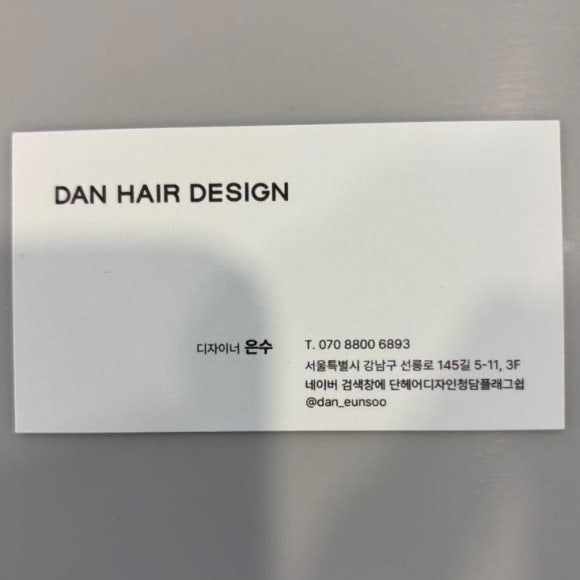 DAN HAIR DESIGN
디자이너 은수
T. 070 8800 6893
서울특별시 강남구 선릉로 145길 5-11, 3F
네이버 검색창에 단헤어디자인청담플래그쉽
@dan_eunsoo